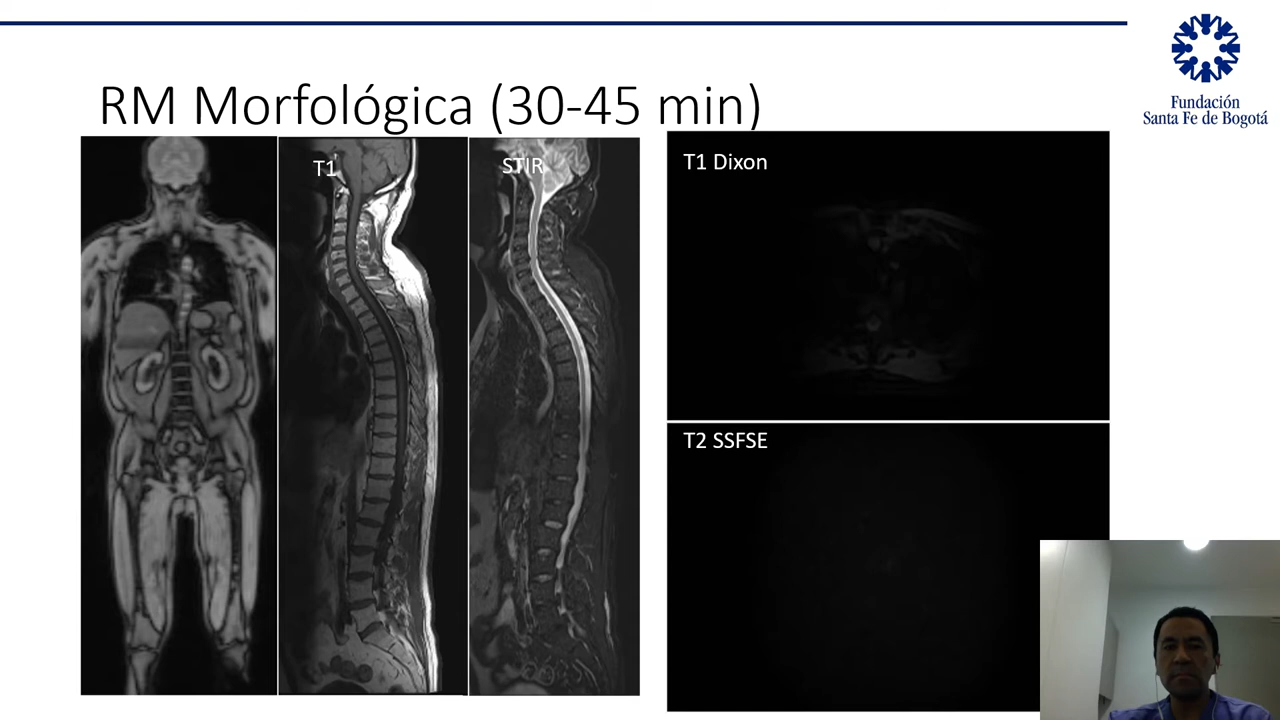 RM Morfológica (30-45 min)
Fundación
Santa Fe de Bogotá
T1
STIR
T1 Dixon
T2 SSFSE